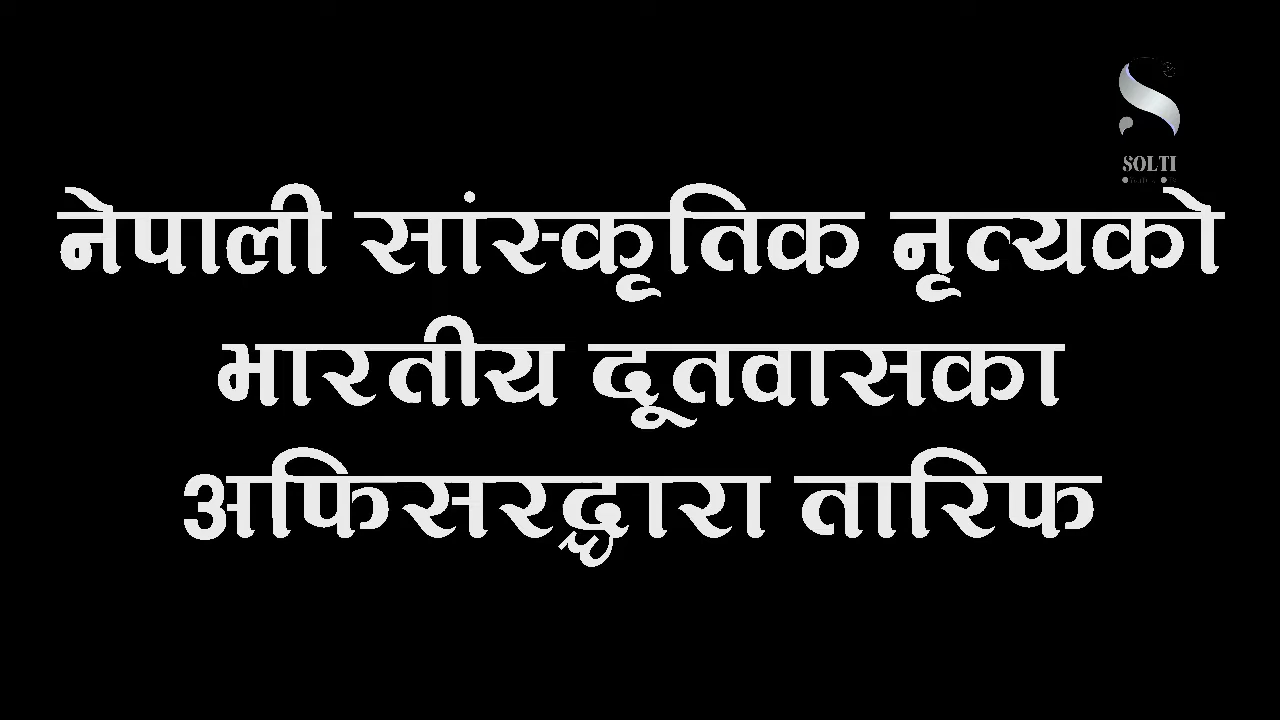 SOLTI
नेपाली सांस्कृतिक नृत्यको
भारतीय दूतवासका
अफिसरद्वारा तारिफ